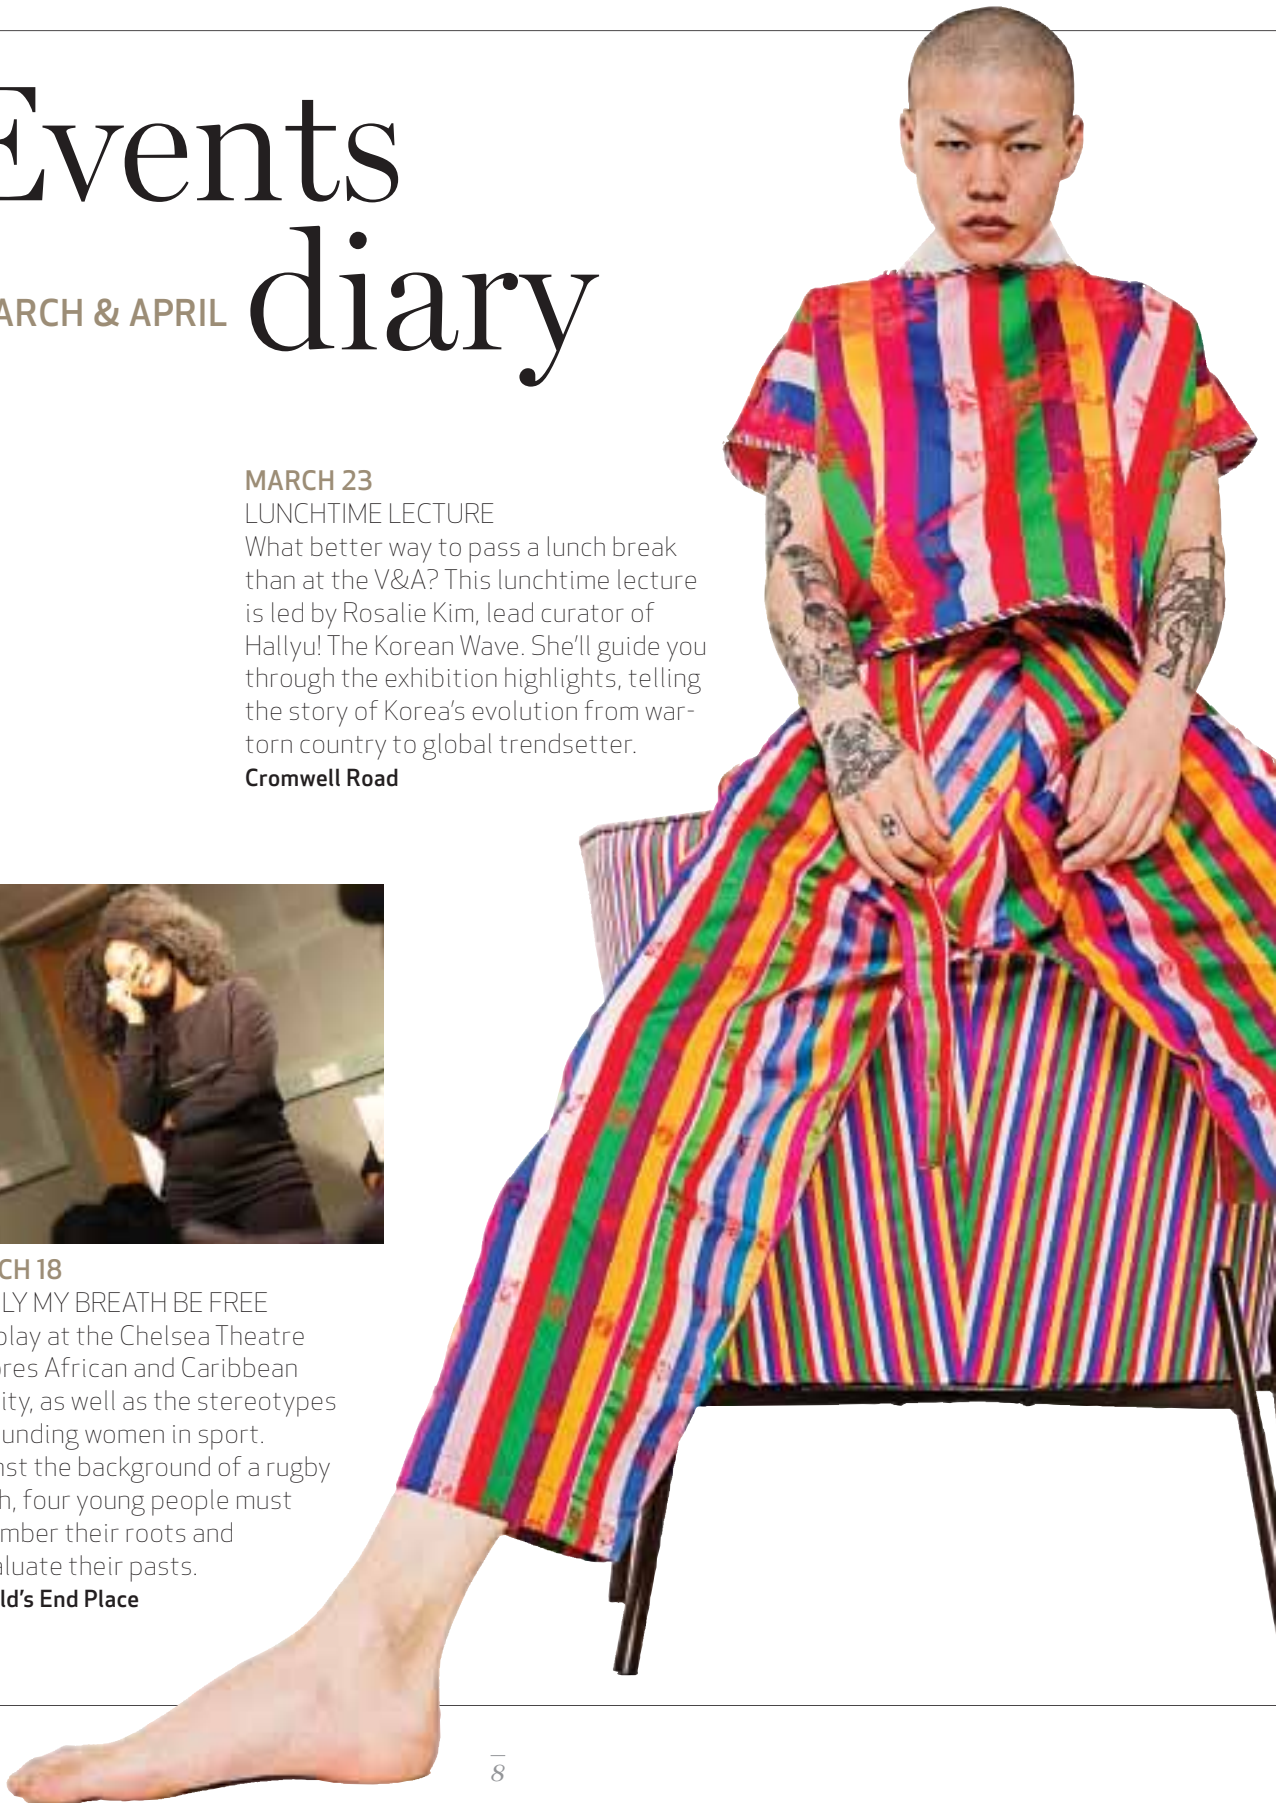 Events
diary
ARCH & APRIL
MARCH 23
LUNCHTIME LECTURE
What better way to pass a lunch break
than at the V&A? This lunchtime lecture
is led by Rosalie Kim, lead curator of
Hallyu! The Korean Wave. She’ll guide you
through the exhibition highlights, telling
the story of Korea’s evolution from war-
torn country to global trendsetter.
Cromwell Road
CH 18
LY MY BREATH BE FREE
play at the Chelsea Theatre
ores African and Caribbean
ity, as well as the stereotypes
unding women in sport.
nst the background of a rugby
h, four young people must
mber their roots and
aluate their pasts.
ld’s End Place
8